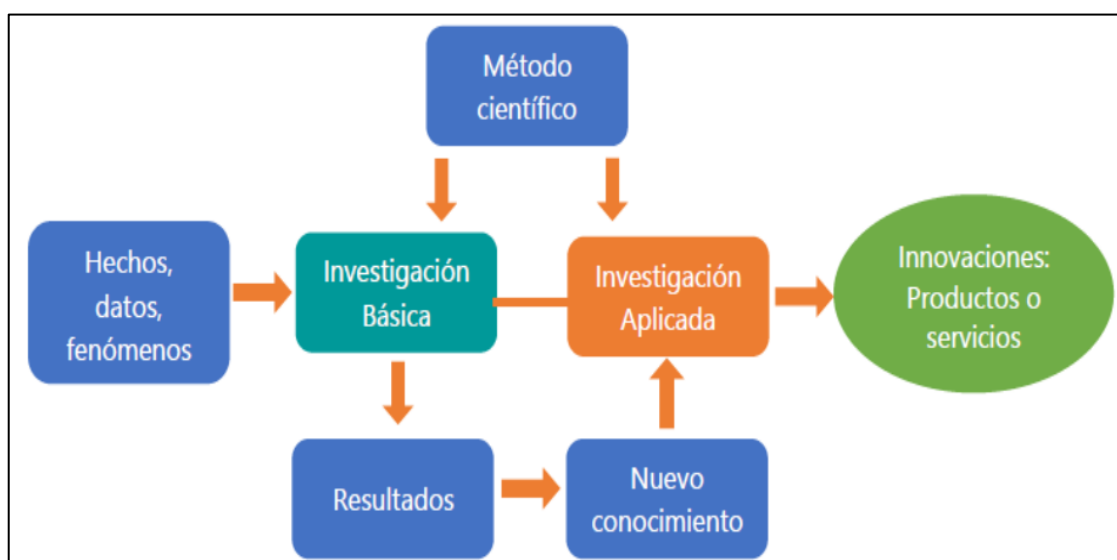 Método
científico
Hechos,
datos,
fenómenos
Investigación
Básica
Investigación
Aplicada
Innovaciones:
Productos o
servicios
Resultados
Nuevo
conocimiento